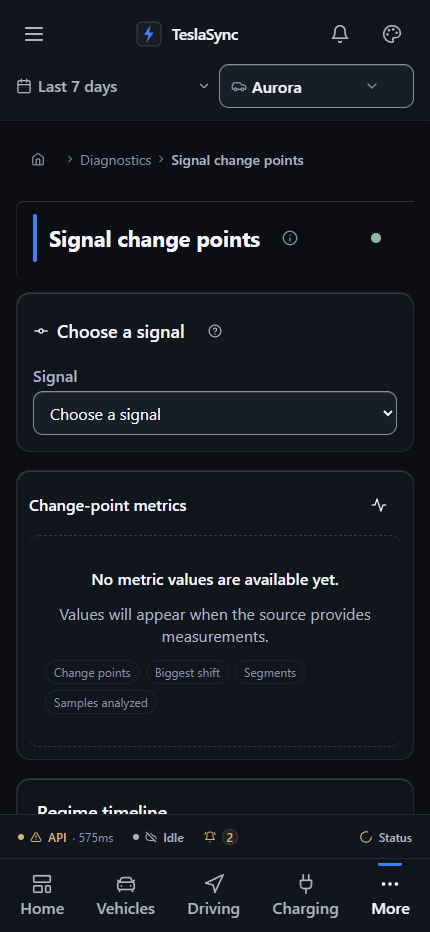 TeslaSync
Last 7 days
Aurora
Diagnostics
Signal change points
Signal change points
Choose a signal
Signal
Choose a signal
Change-point metrics
No metric values are available yet.
Values will appear when the source provides
measurements.
Change points
Biggest shift
Segments
Samples analyzed
Regime timeline
API · 575ms
Idle
2
Status
Home
Vehicles
Driving
Charging
More